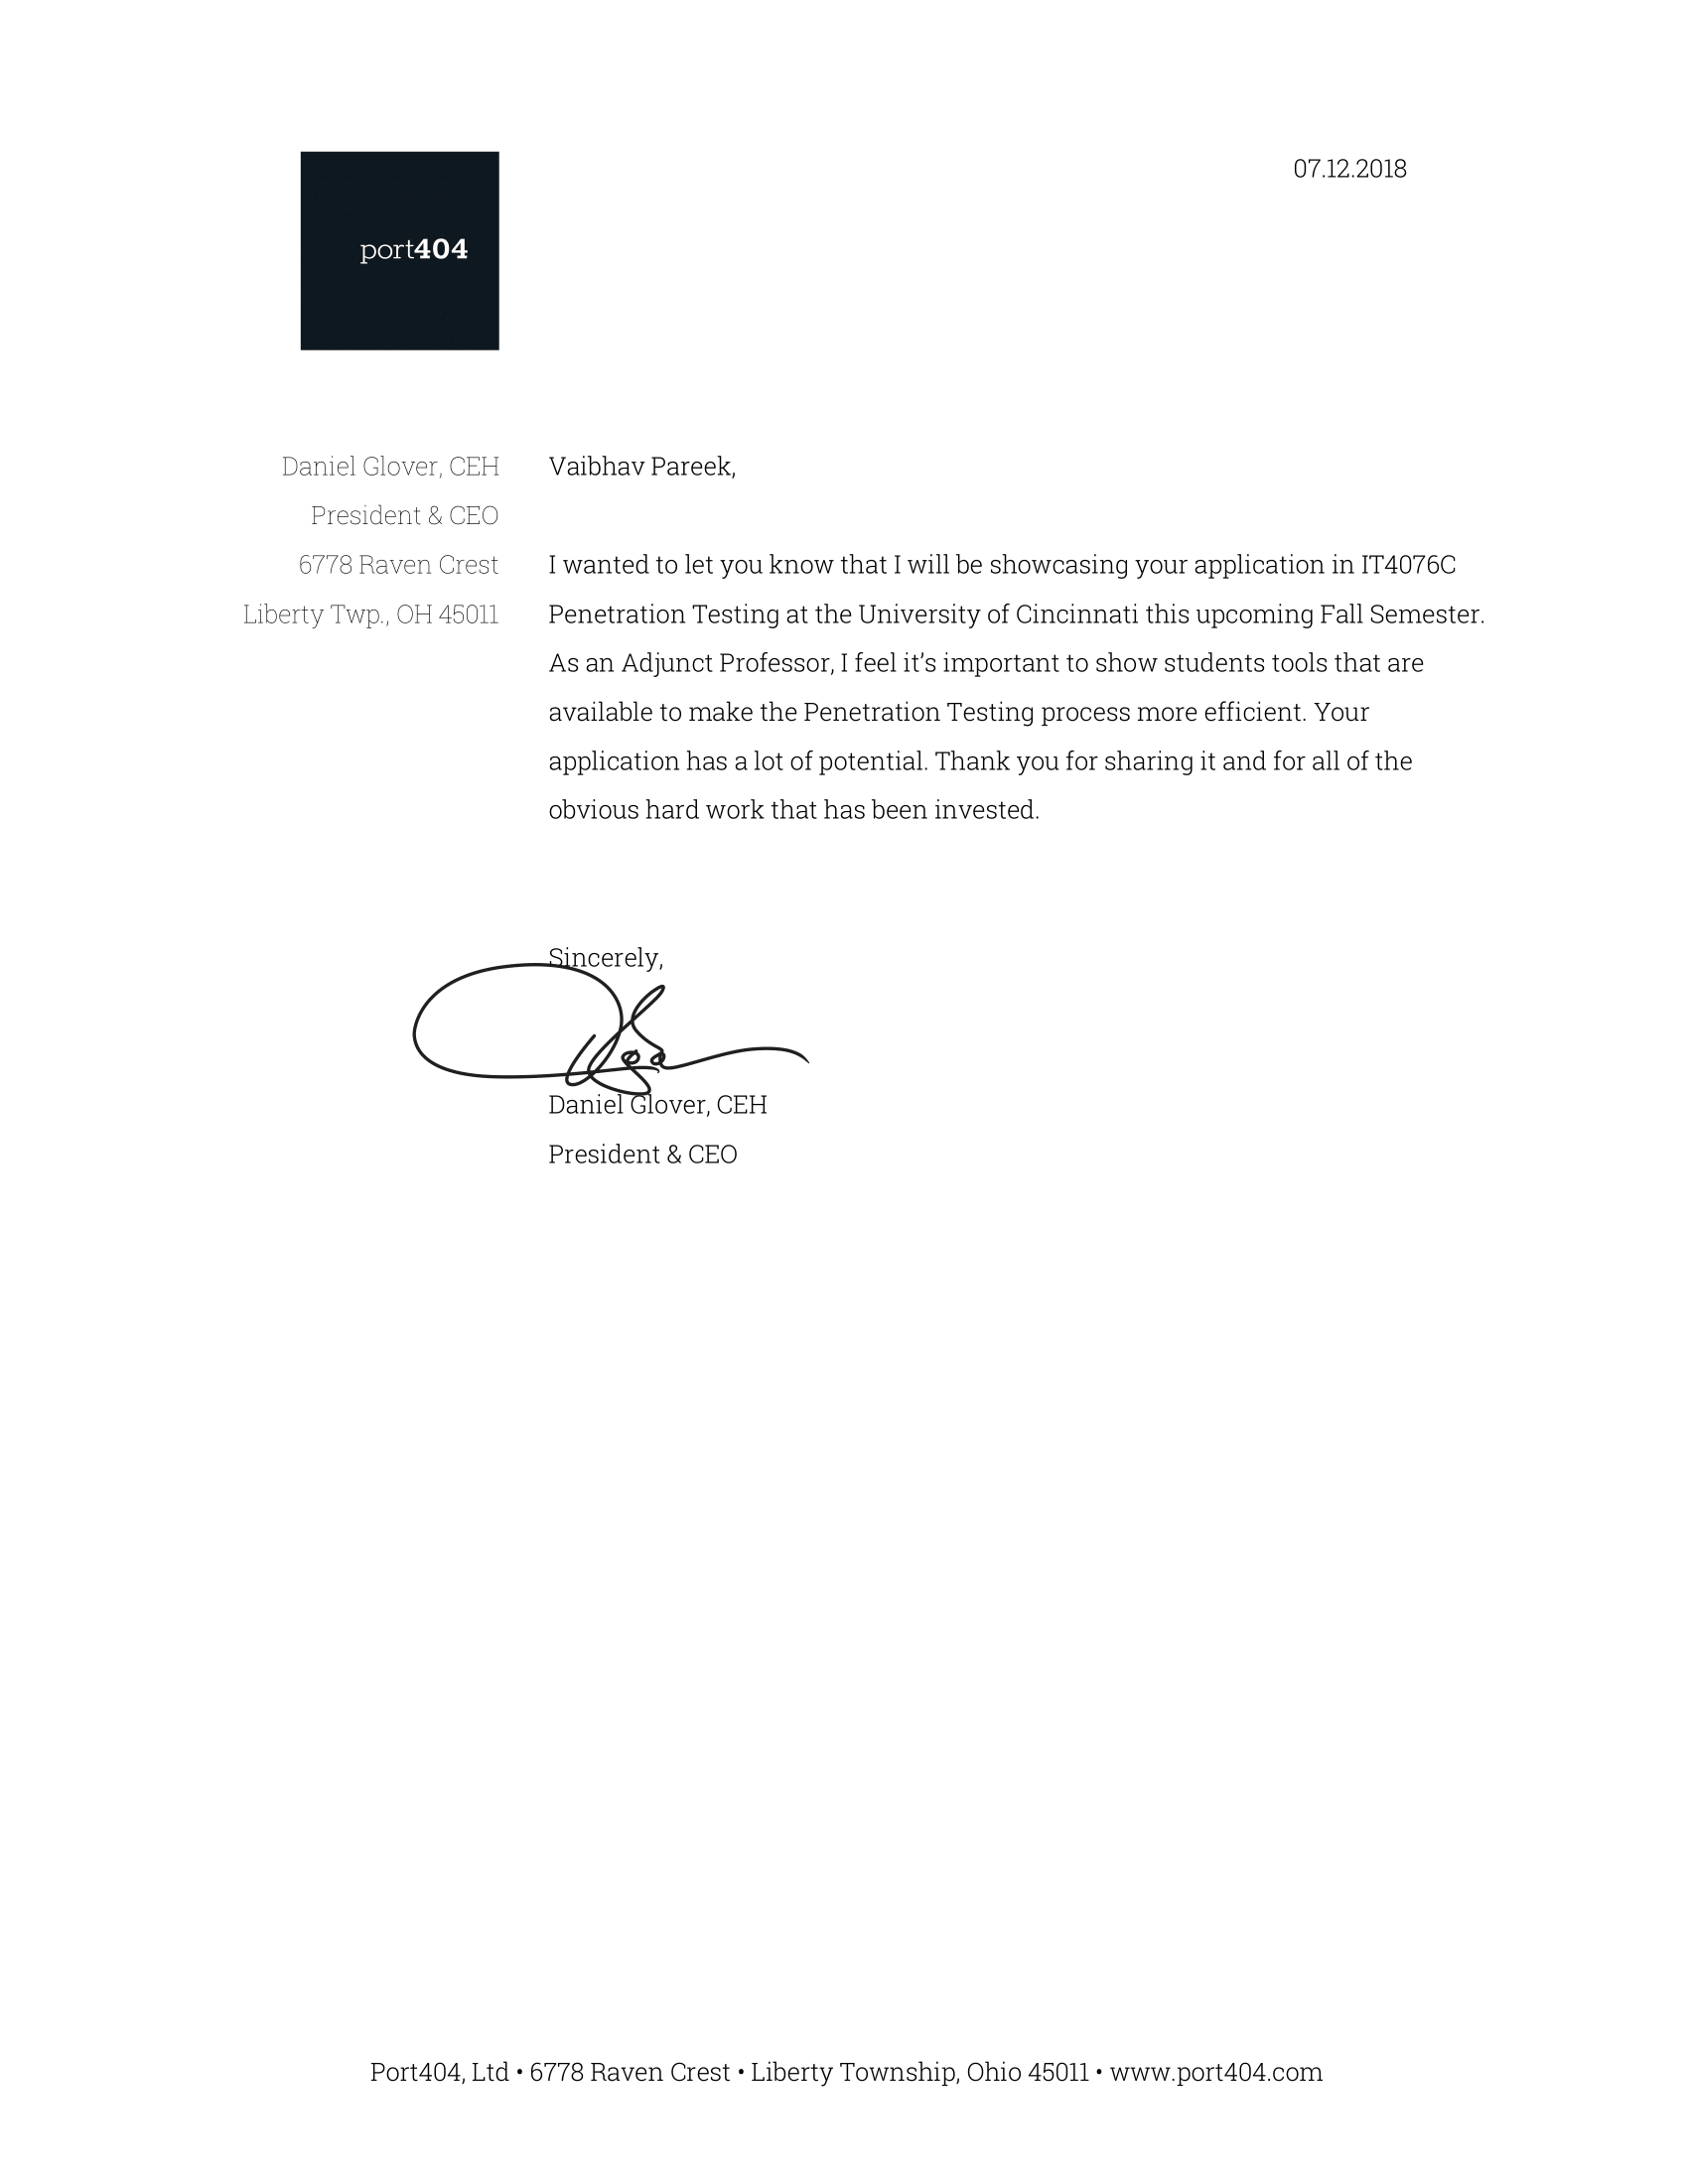 07.12.2018
port404
Daniel Glover, CEH
President & CEO
6778 Raven Crest
Liberty Twp., OH 45011
Vaibhav Pareek,
I wanted to let you know that I will be showcasing your application in IT4076C
Penetration Testing at the University of Cincinnati this upcoming Fall Semester.
As an Adjunct Professor, I feel it’s important to show students tools that are
available to make the Penetration Testing process more efficient. Your
application has a lot of potential. Thank you for sharing it and for all of the
obvious hard work that has been invested.
Sincerely,
Daniel Glover, CEH
President & CEO
Port404, Ltd • 6778 Raven Crest • Liberty Township, Ohio 45011 • www.port404.com